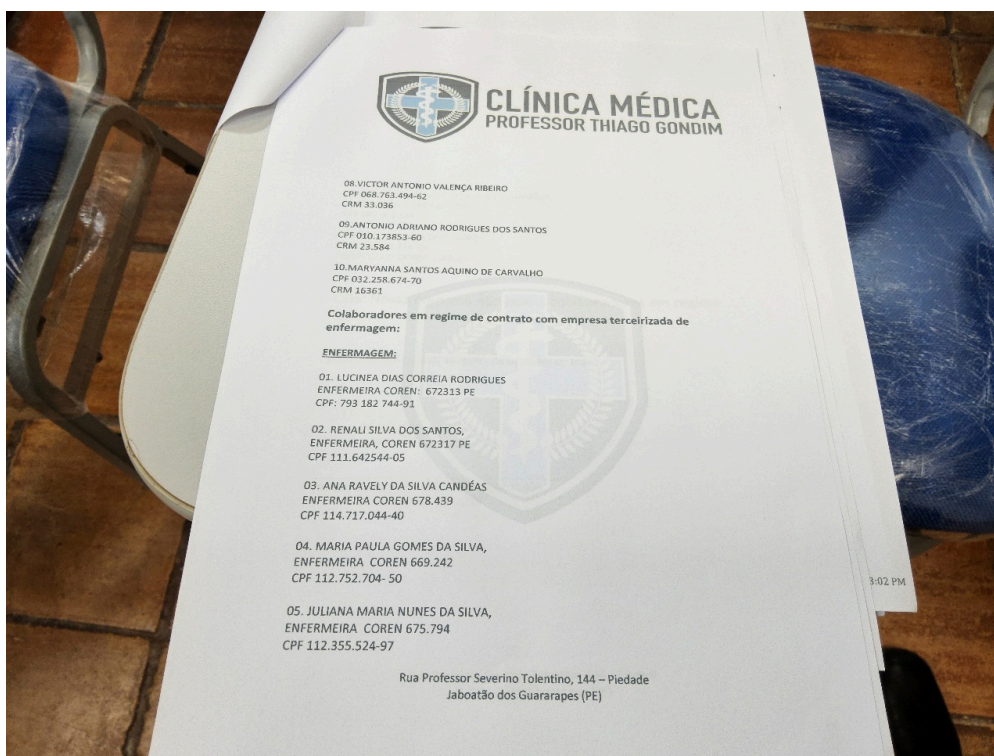 CLÍNICA MÉDICA
PROFESSOR THIAGO GONDIM
08.VICTOR ANTONIO VALENÇA RIBEIRO
CPF 068.763.494-62
CRM 33.036
09.ANTONIO ADRIANO RODRIGUES DOS SANTOS
CPF 010.173853-60
CRM 23.584
10.MARYANNA SANTOS AQUINO DE CARVALHO
CPF 032.258.674-70
CRM 16361
Colaboradores em regime de contrato com empresa terceirizada de
enfermagem:
ENFERMAGEM:
01. LUCINEA DIAS CORREIA RODRIGUES
ENFERMEIRA COREN: 672313 PE
CPF: 793 182 744-91
02. RENALI SILVA DOS SANTOS,
ENFERMEIRA, COREN 672317 PE
CPF 111.642544-05
03. ANA RAVELY DA SILVA CANDÉAS
ENFERMEIRA COREN 678.439
CPF 114.717.044-40
04. MARIA PAULA GOMES DA SILVA,
ENFERMEIRA COREN 669.242
CPF 112.752.704- 50
05. JULIANA MARIA NUNES DA SILVA,
ENFERMEIRA COREN 675.794
CPF 112.355.524-97
Rua Professor Severino Tolentino, 144 – Piedade
Jaboatão dos Guararapes (PE)
3:02 PM